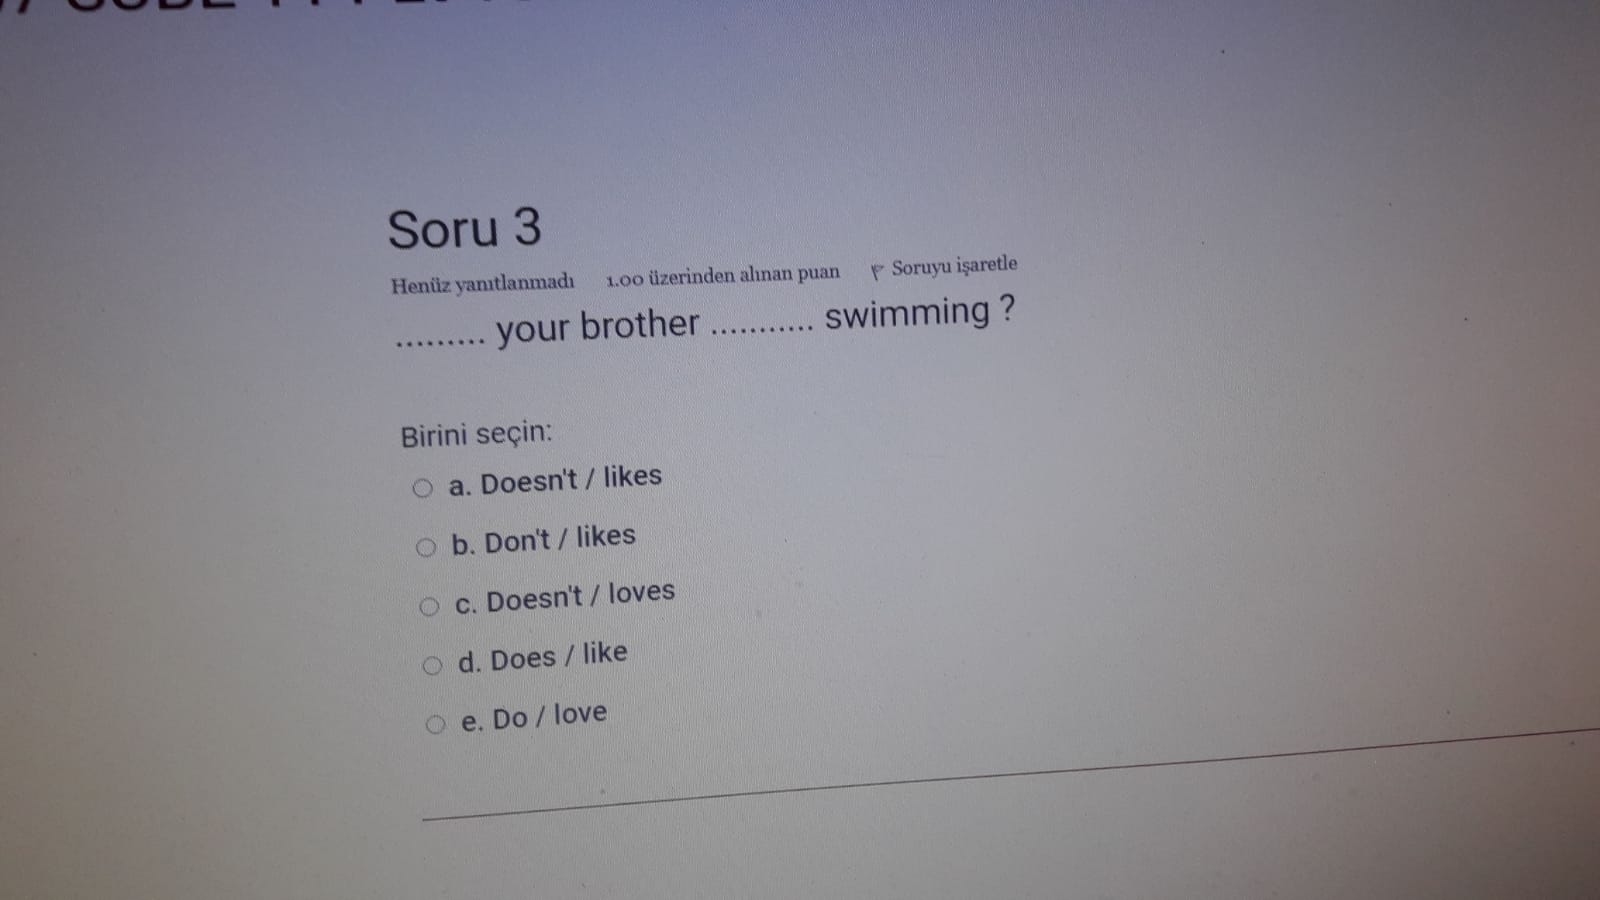 Soru 3
Henüz yanıtlanmadı 1.00 üzerinden alınan puan Soruyu işaretle
......... your brother ........... swimming ?
Birini seçin:
a. Doesn't / likes
b. Don't / likes
c. Doesn't / loves
d. Does / like
e. Do / love